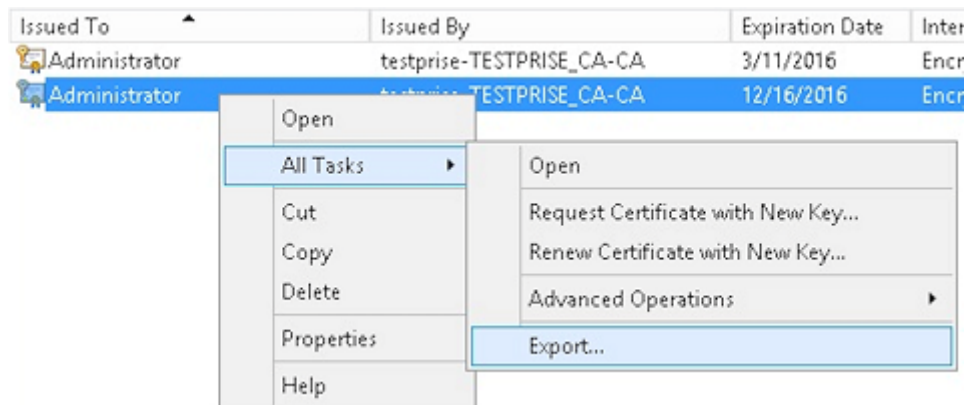 Issued To Issued By Expiration Date Inter
Administrator testprise-TESTPRISE_CA-CA 3/11/2016 Encr
Administrator testprise-TESTPRISE_CA-CA 12/16/2016 Encr
Open
All Tasks
Cut
Copy
Delete
Properties
Help
Open
Request Certificate with New Key...
Renew Certificate with New Key...
Advanced Operations
Export...